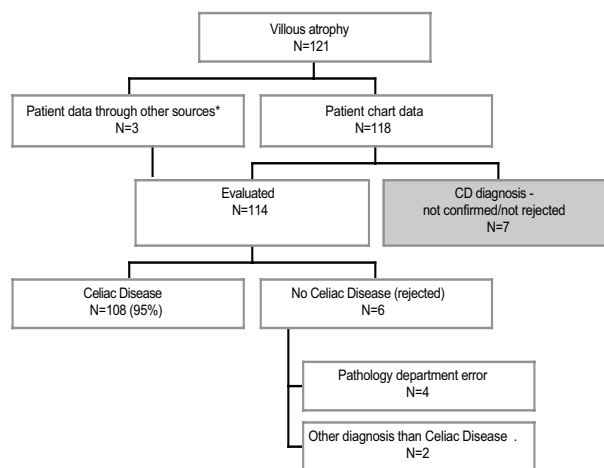 Villous atrophy
N=121
Patient data through other sources*
N=3
Patient chart data
N=118
Evaluated
N=114
CD diagnosis -
not confirmed/not rejected
N=7
Celiac Disease
N=108 (95%)
No Celiac Disease (rejected)
N=6
Pathology department error
N=4
Other diagnosis than Celiac Disease .
N=2